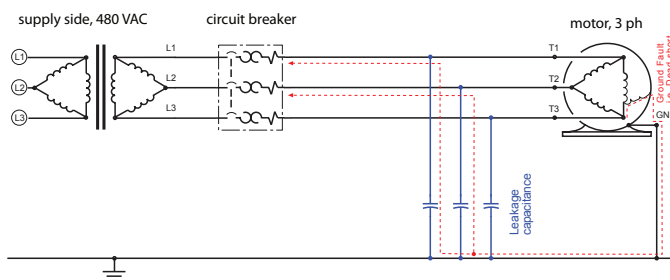 supply side, 480 VAC
circuit breaker
motor, 3 ph
L1
L2
L3
L1
L2
L3
T1
T2
T3
Ground Fault
GN
Leakage
capacitance